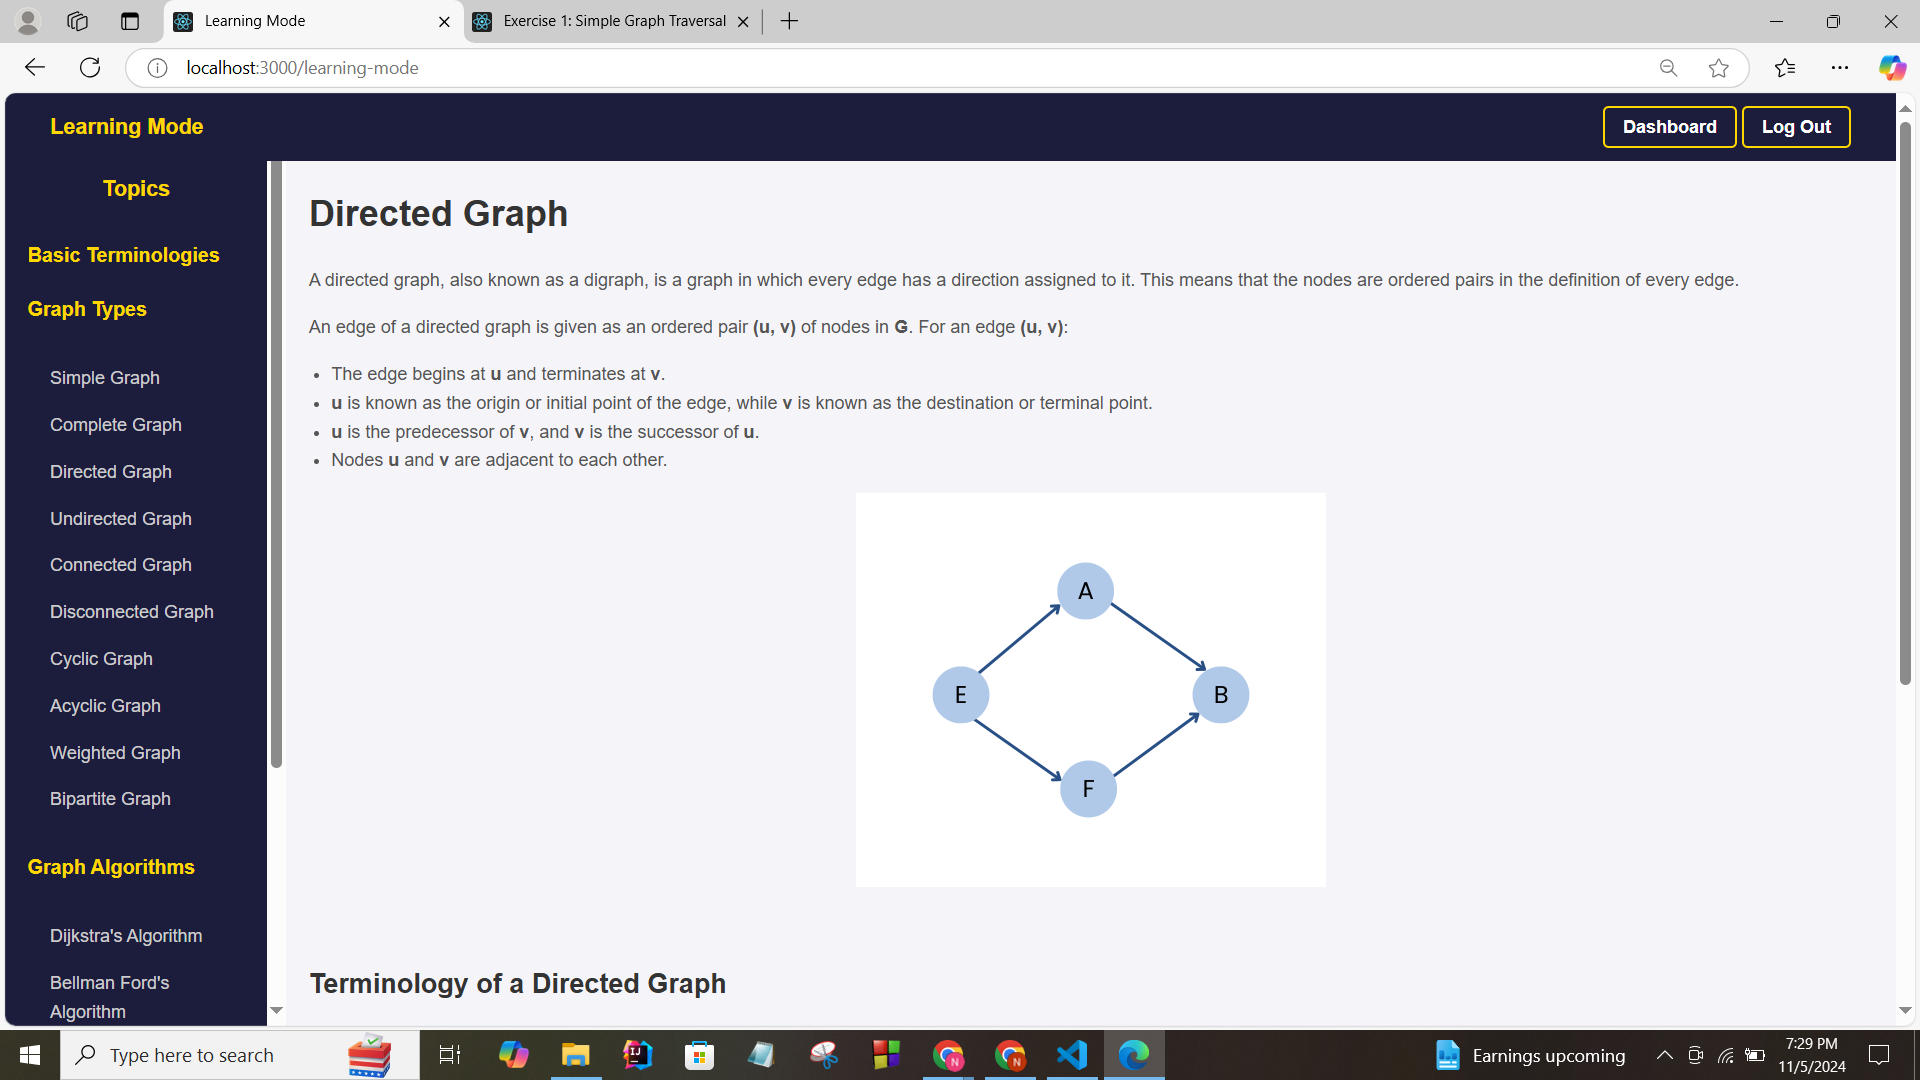 Learning Mode
Exercise 1: Simple Graph Traversal
localhost:3000/learning-mode
Learning Mode
Dashboard
Log Out
Topics
Basic Terminologies
Graph Types
Simple Graph
Complete Graph
Directed Graph
Undirected Graph
Connected Graph
Disconnected Graph
Cyclic Graph
Acyclic Graph
Weighted Graph
Bipartite Graph
Graph Algorithms
Dijkstra's Algorithm
Bellman Ford's
Algorithm
Directed Graph
A directed graph, also known as a digraph, is a graph in which every edge has a direction assigned to it. This means that the nodes are ordered pairs in the definition of every edge.
An edge of a directed graph is given as an ordered pair (u, v) of nodes in G. For an edge (u, v):
• The edge begins at u and terminates at v.
• u is known as the origin or initial point of the edge, while v is known as the destination or terminal point.
• u is the predecessor of v, and v is the successor of u.
• Nodes u and v are adjacent to each other.
A
E
B
F
Terminology of a Directed Graph
Type here to search
IJ
N
N
Earnings upcoming
7:29 PM
11/5/2024